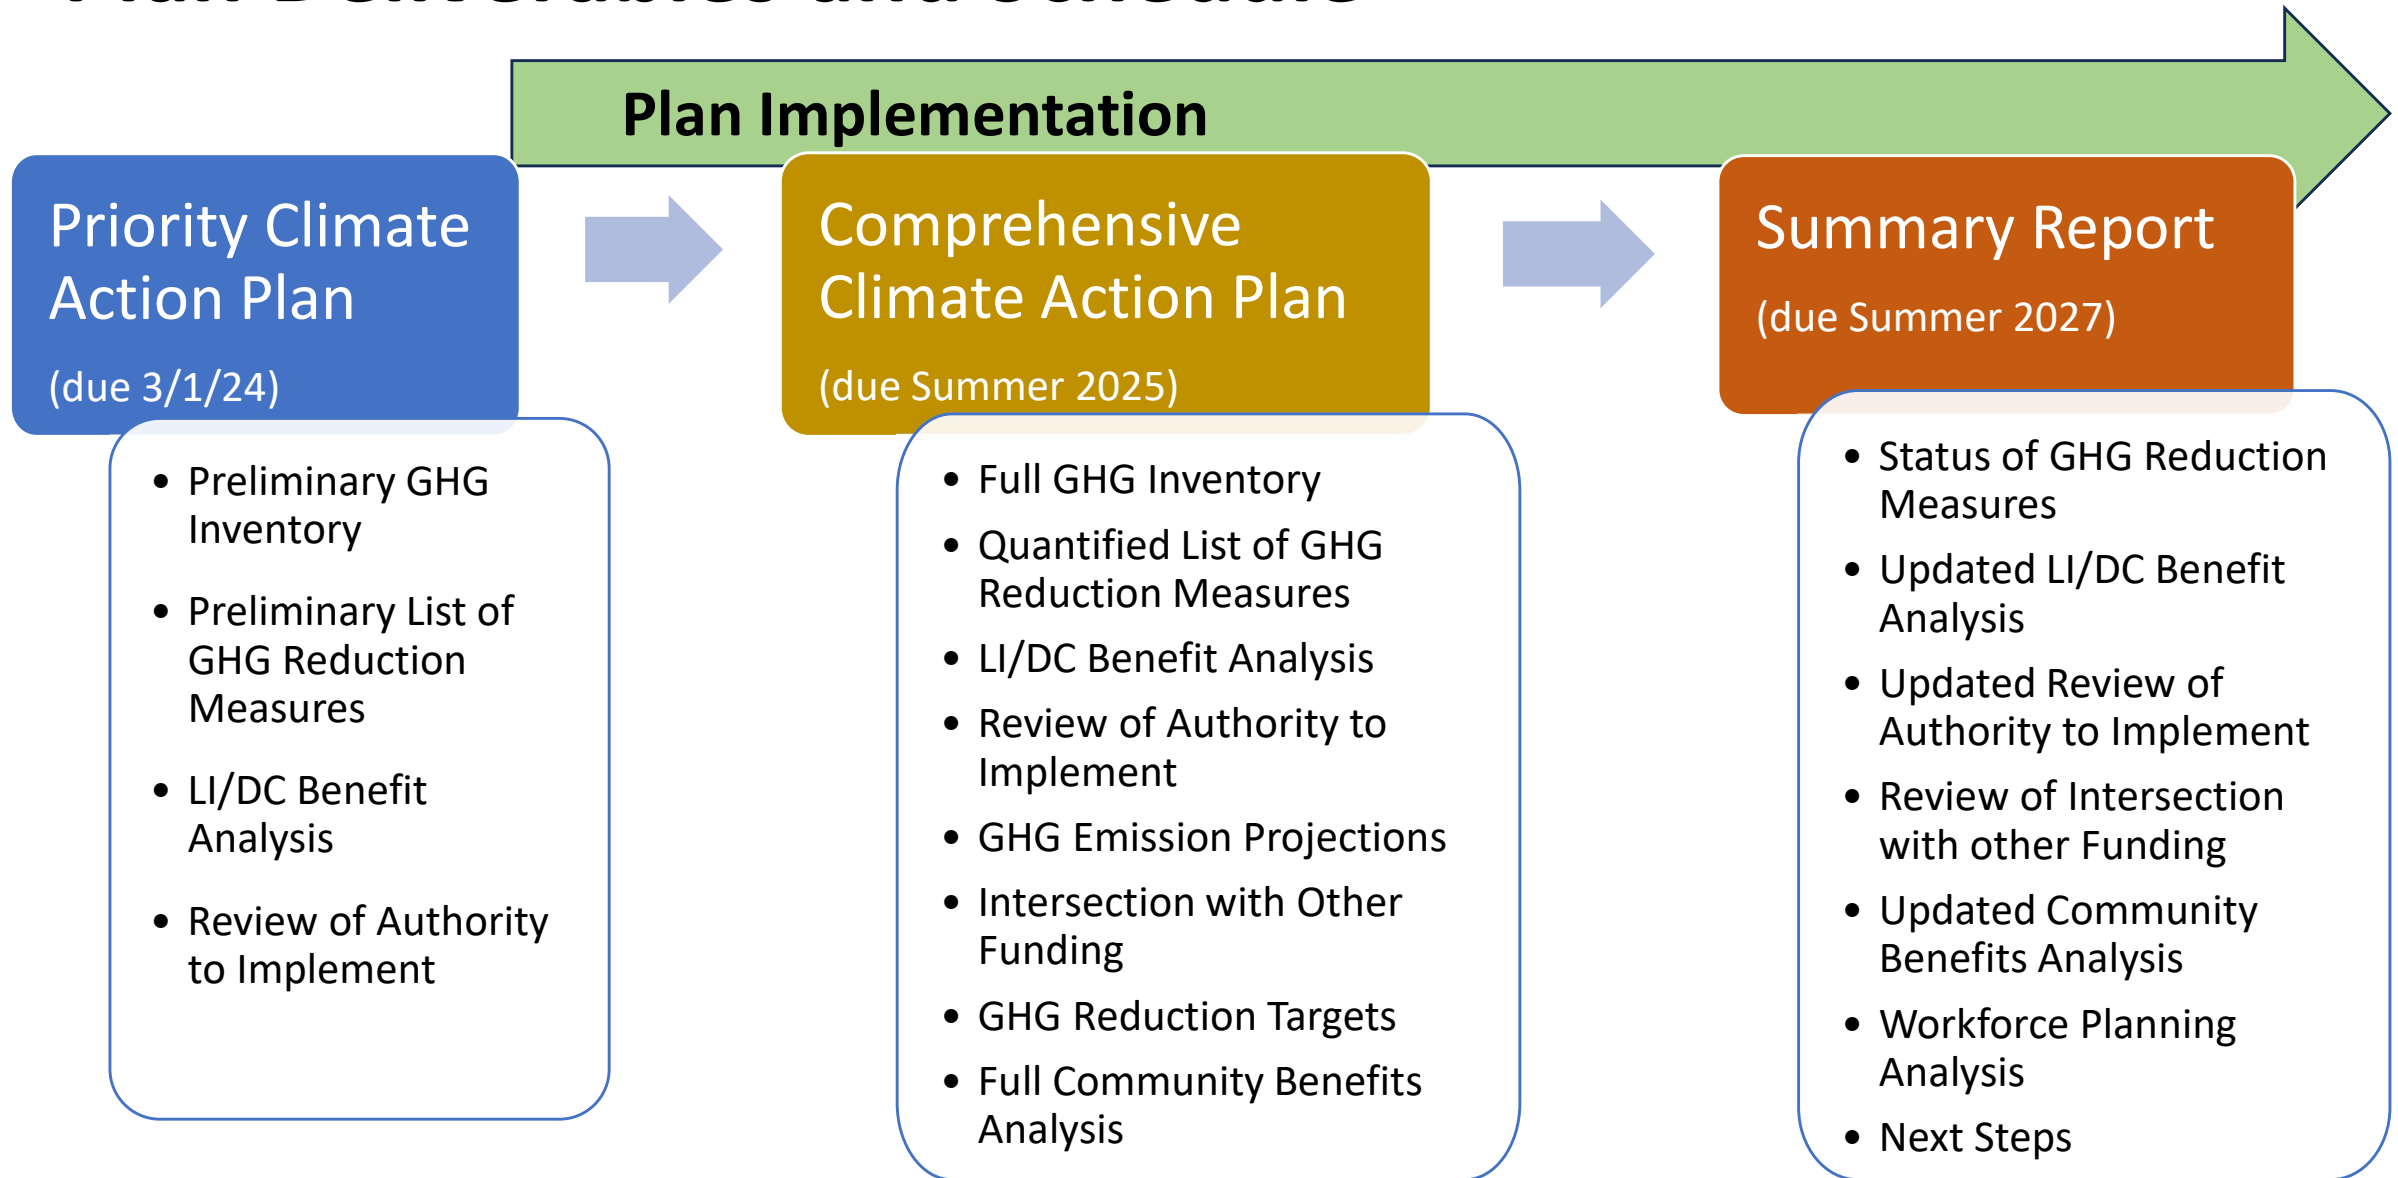 Plan Deliverables and Schedule
Plan Implementation
Priority Climate
Action Plan
(due 3/1/24)
• Preliminary GHG
Inventory
• Preliminary List of
GHG Reduction
Measures
• LI/DC Benefit
Analysis
• Review of Authority
to Implement
Comprehensive
Climate Action Plan
(due Summer 2025)
• Full GHG Inventory
• Quantified List of GHG
Reduction Measures
• LI/DC Benefit Analysis
• Review of Authority to
Implement
• GHG Emission Projections
• Intersection with Other
Funding
• GHG Reduction Targets
• Full Community Benefits
Analysis
Summary Report
(due Summer 2027)
• Status of GHG Reduction
Measures
• Updated LI/DC Benefit
Analysis
• Updated Review of
Authority to Implement
• Review of Intersection
with other Funding
• Updated Community
Benefits Analysis
• Workforce Planning
Analysis
• Next Steps